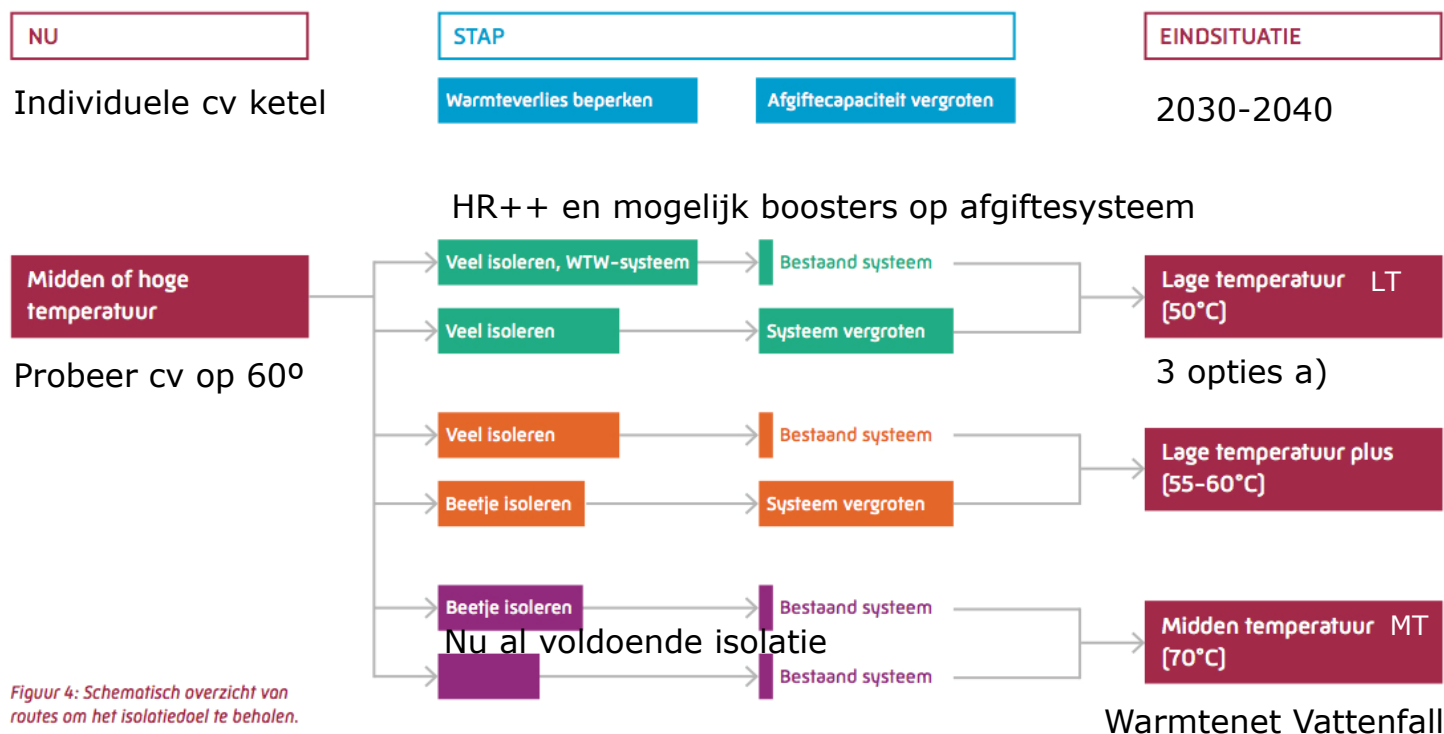 NU
STAP
EINDSITUATIE
Individuele cv ketel
Warmteverlies beperken
Afgiftecapaciteit vergroten
2030-2040
HR++ en mogelijk boosters op afgiftesysteem
Midden of hoge
temperatuur
Probeer cv op 60º
Veel isoleren, WTW-systeem
Bestaand systeem
Veel isoleren
Systeem vergroten
Lage temperatuur LT
(50°C)
3 opties a)
Veel isoleren
Bestaand systeem
Beetje isoleren
Systeem vergroten
Lage temperatuur plus
(55-60°C)
Beetje isoleren
Bestaand systeem
Nu al voldoende isolatie
Bestaand systeem
Midden temperatuur MT
(70°C)
Warmtenet Vattenfall
Figuur 4: Schematisch overzicht van
routes om het isolatiedoel te behalen.